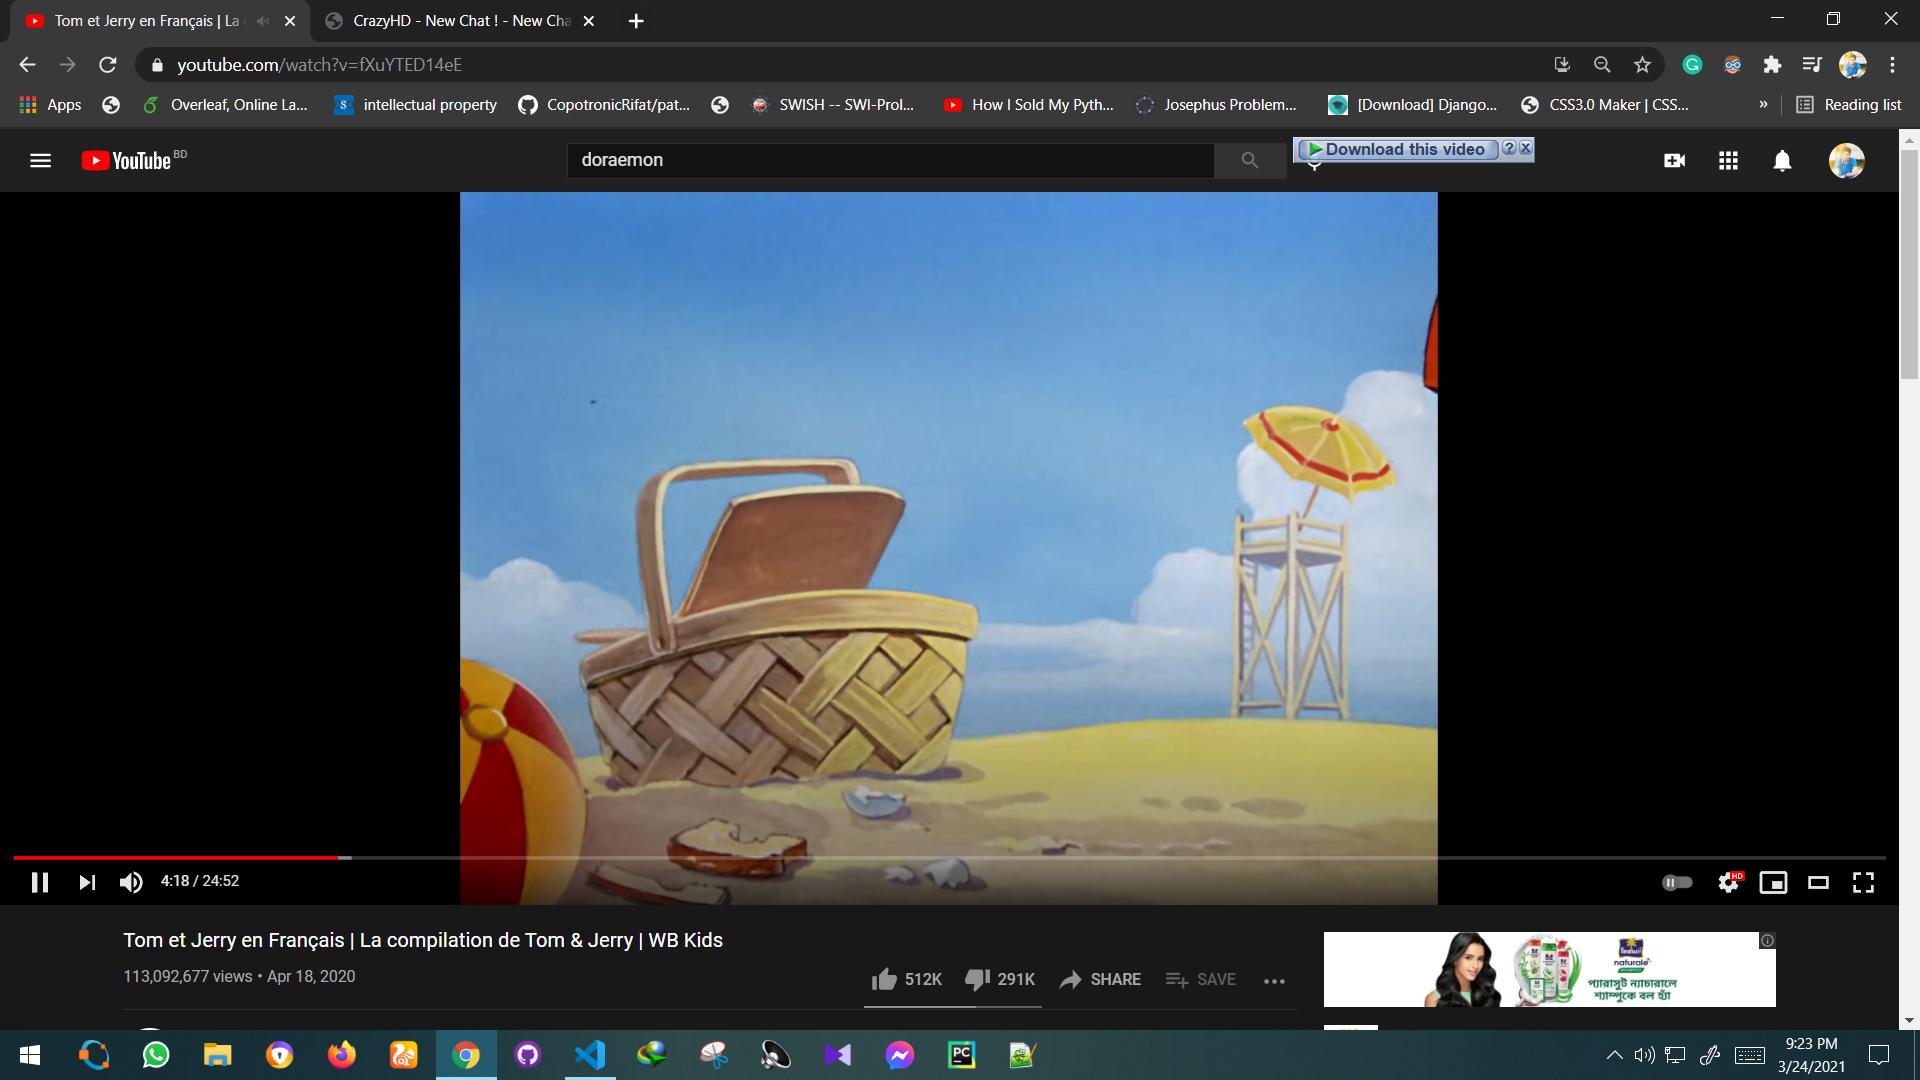 Tom et Jerry en Français | La
CrazyHD - New Chat ! - New Cha
youtube.com/watch?v=fXuYTED14eE
Apps
Overleaf, Online La...
intellectual property
CopotronicRifat/pat...
SWISH -- SWI-Prol...
How I Sold My Pyth...
Josephus Problem...
[Download] Django...
CSS3.0 Maker | CSS...
»
Reading list
YouTube BD
doraemon
Download this video
4:18 / 24:52
HD
Tom et Jerry en Français | La compilation de Tom & Jerry | WB Kids
113,092,677 views • Apr 18, 2020
512K
291K
SHARE
SAVE
naturale
প্যারাসুট ন্যাচারালে
শ্যাম্পুকে বল হ্যাঁ
PC
9:23 PM
3/24/2021